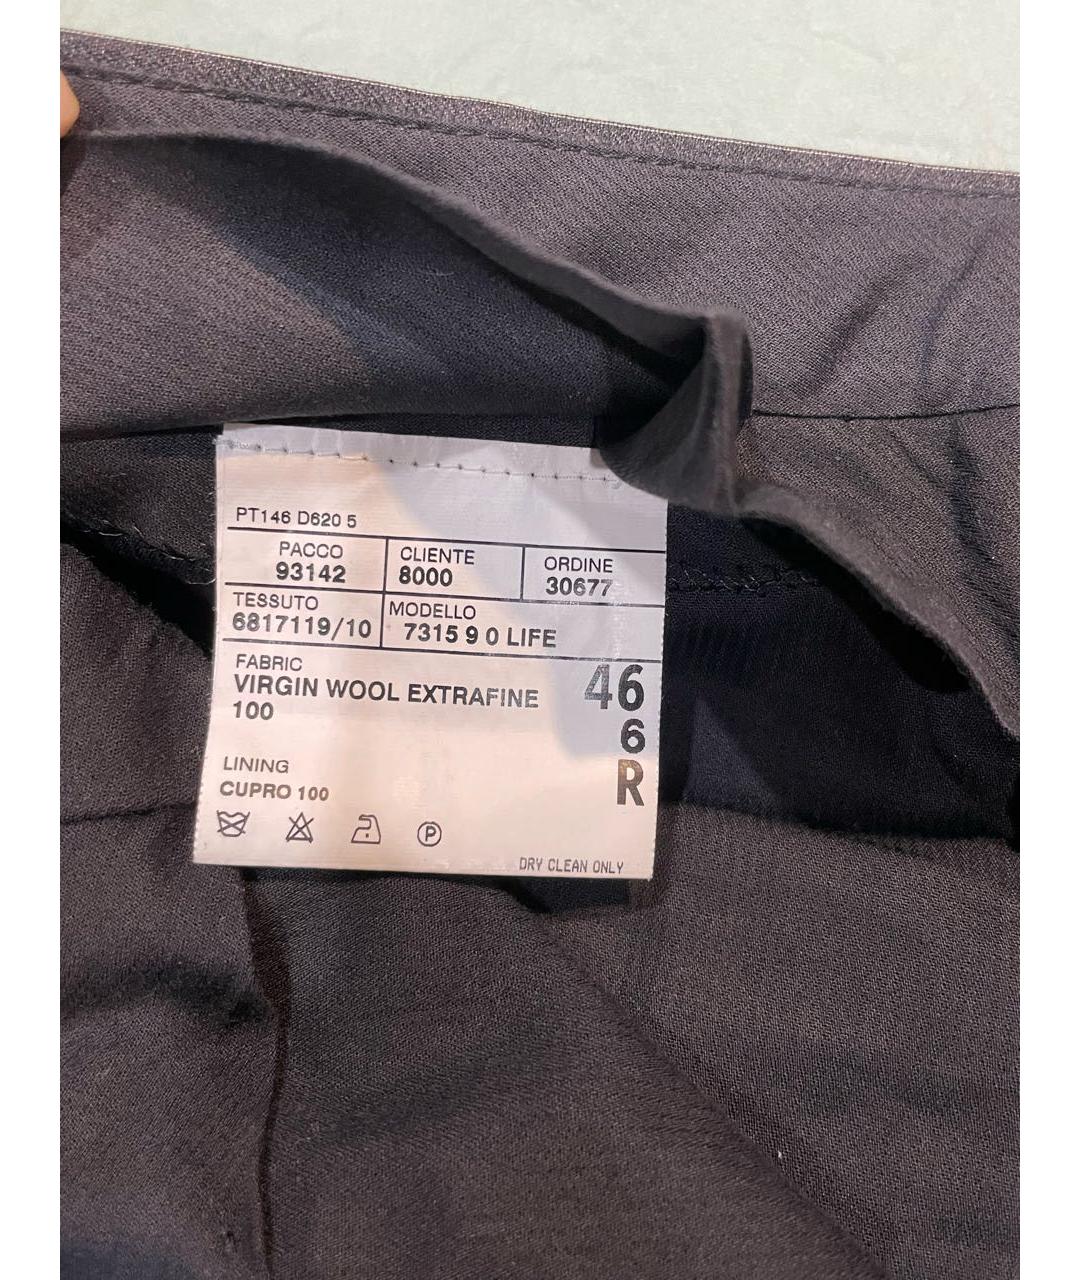 PT146 D620 5
PACCO CLIENTE ORDINE
93142 8000 30677
TESSUTO MODELLO
6817119/10 7315 9 0 LIFE
FABRIC
VIRGIN WOOL EXTRAFINE 46
100 6
R
LINING
CUPRO 100
P
DRY CLEAN ONLY